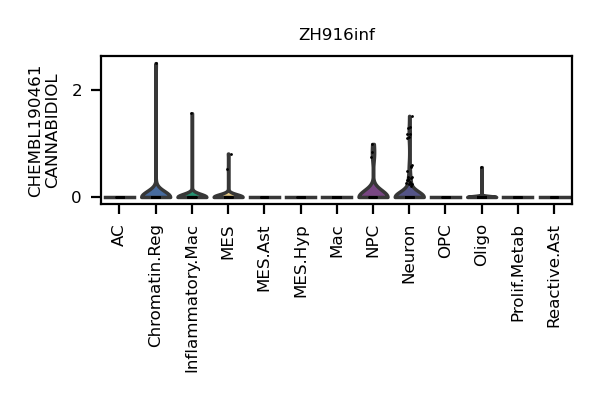 ZH916inf
CHEMBL190461
CANNABIDIOL
2
0
AC
Chromatin.Reg
Inflammatory.Mac
MES
MES.Ast
MES.Hyp
Mac
NPC
Neuron
OPC
Oligo
Prolif.Metab
Reactive.Ast